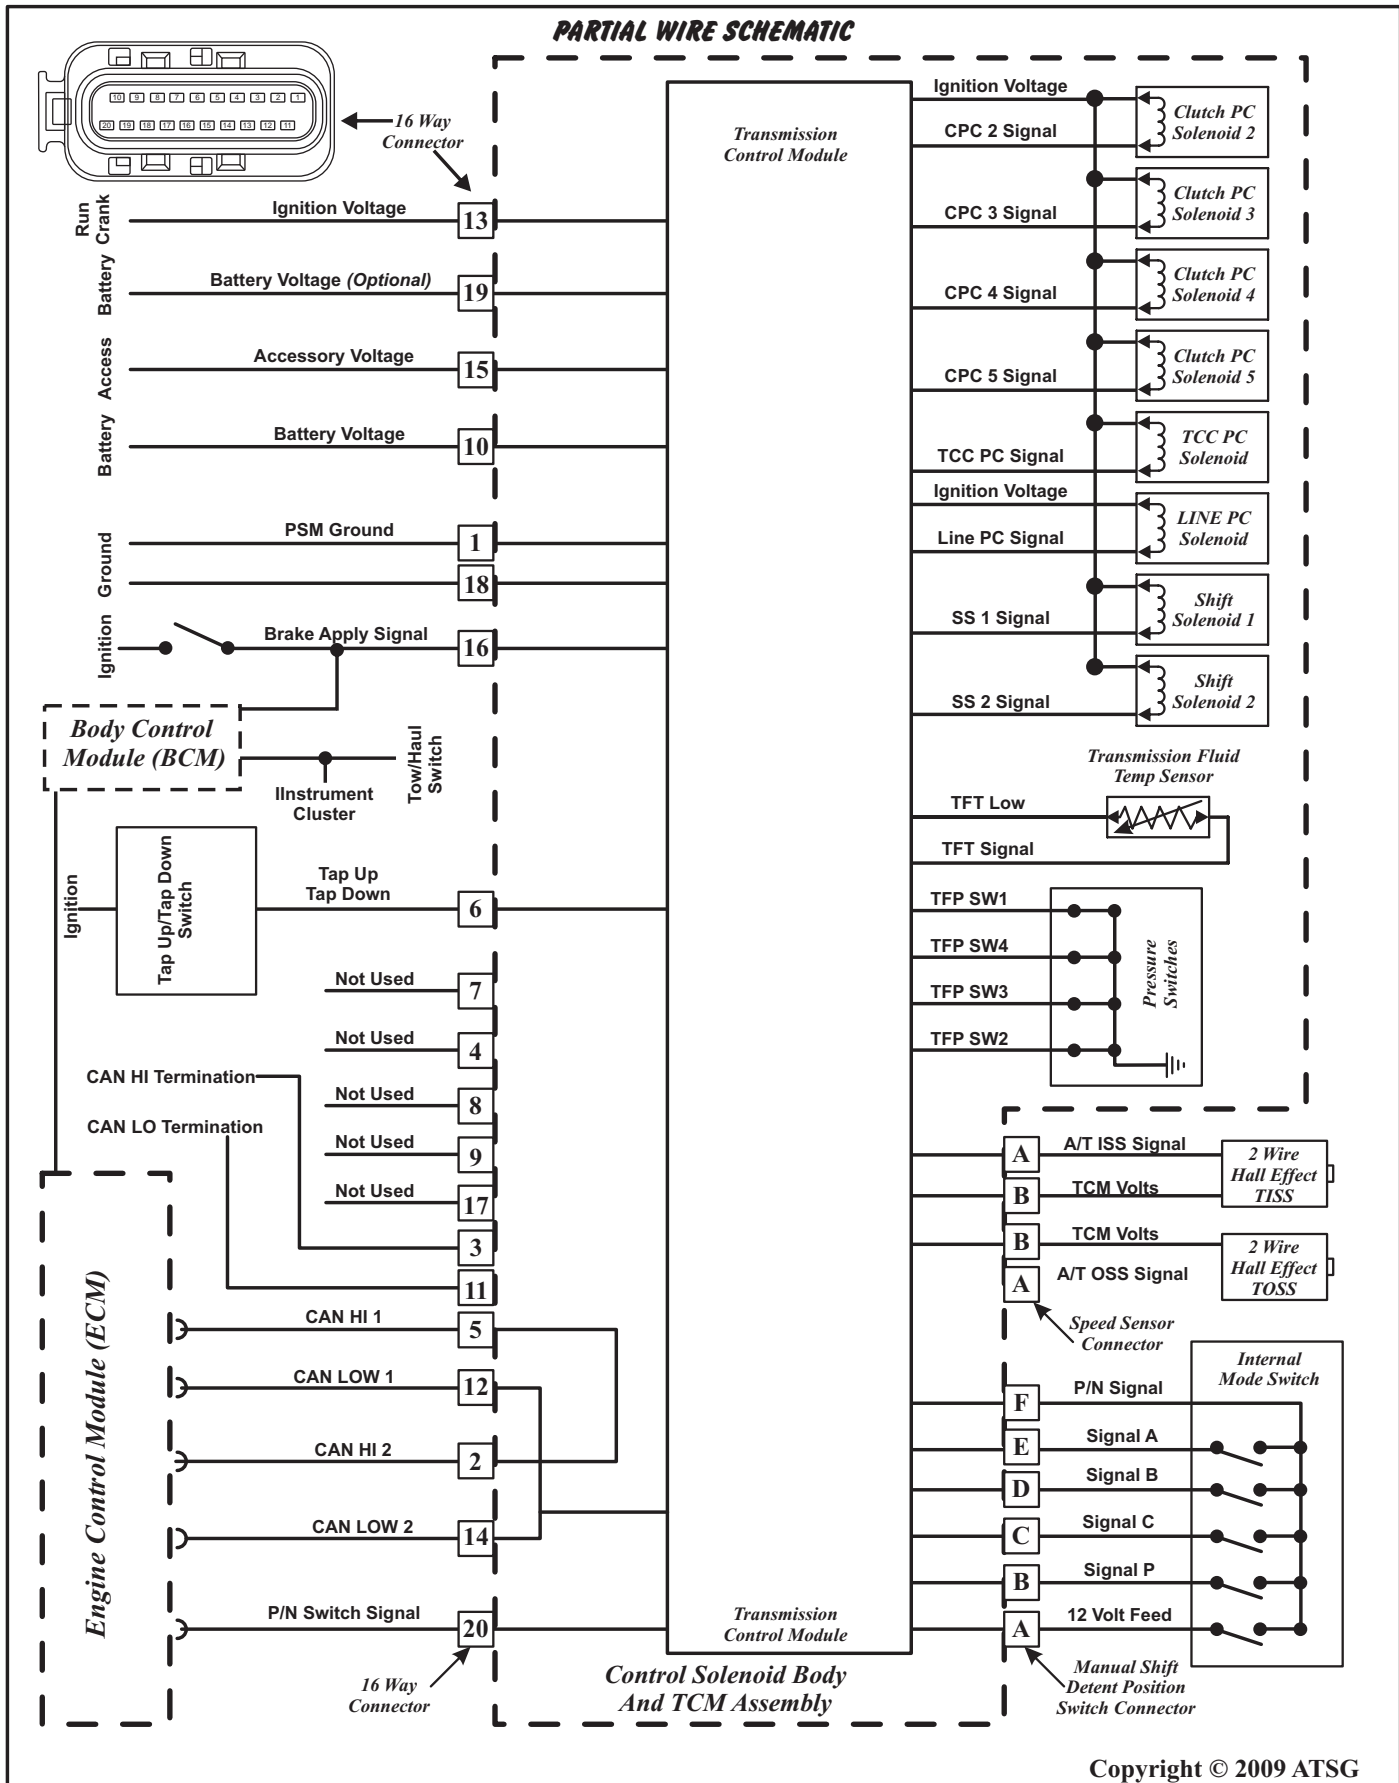 PARTIAL WIRE SCHEMATIC
10 9 8 7 6 5 4 3 2 1
20 19 18 17 16 15 14 13 12 11
16 Way
Connector
Run
Crank
Ignition Voltage
13
Battery
Battery Voltage (Optional)
19
Access
Accessory Voltage
15
Battery
Battery Voltage
10
Ground
PSM Ground
1
18
Ignition
Brake Apply Signal
16
Body Control
Module (BCM)
IInstrument
Cluster
Tow/Haul
Switch
Ignition
Tap Up/Tap Down
Switch
Tap Up
Tap Down
6
Not Used
7
Not Used
4
CAN HI Termination
Not Used
8
CAN LO Termination
Not Used
9
Not Used
17
3
11
Engine Control Module (ECM)
CAN HI 1
5
CAN LOW 1
12
CAN HI 2
2
CAN LOW 2
14
P/N Switch Signal
20
16 Way
Connector
Transmission
Control Module
Transmission
Control Module
Control Solenoid Body
And TCM Assembly
Ignition Voltage
CPC 2 Signal
Clutch PC
Solenoid 2
CPC 3 Signal
Clutch PC
Solenoid 3
CPC 4 Signal
Clutch PC
Solenoid 4
CPC 5 Signal
Clutch PC
Solenoid 5
TCC PC Signal
TCC PC
Solenoid
Ignition Voltage
Line PC Signal
LINE PC
Solenoid
SS 1 Signal
Shift
Solenoid 1
SS 2 Signal
Shift
Solenoid 2
Transmission Fluid
Temp Sensor
TFT Low
TFT Signal
TFP SW1
TFP SW4
TFP SW3
TFP SW2
Pressure
Switches
A
A/T ISS Signal
B
TCM Volts
2 Wire
Hall Effect
TISS
B
TCM Volts
A
A/T OSS Signal
2 Wire
Hall Effect
TOSS
Speed Sensor
Connector
Internal
Mode Switch
F
P/N Signal
E
Signal A
D
Signal B
C
Signal C
B
Signal P
A
12 Volt Feed
Manual Shift
Detent Position
Switch Connector
Copyright © 2009 ATSG